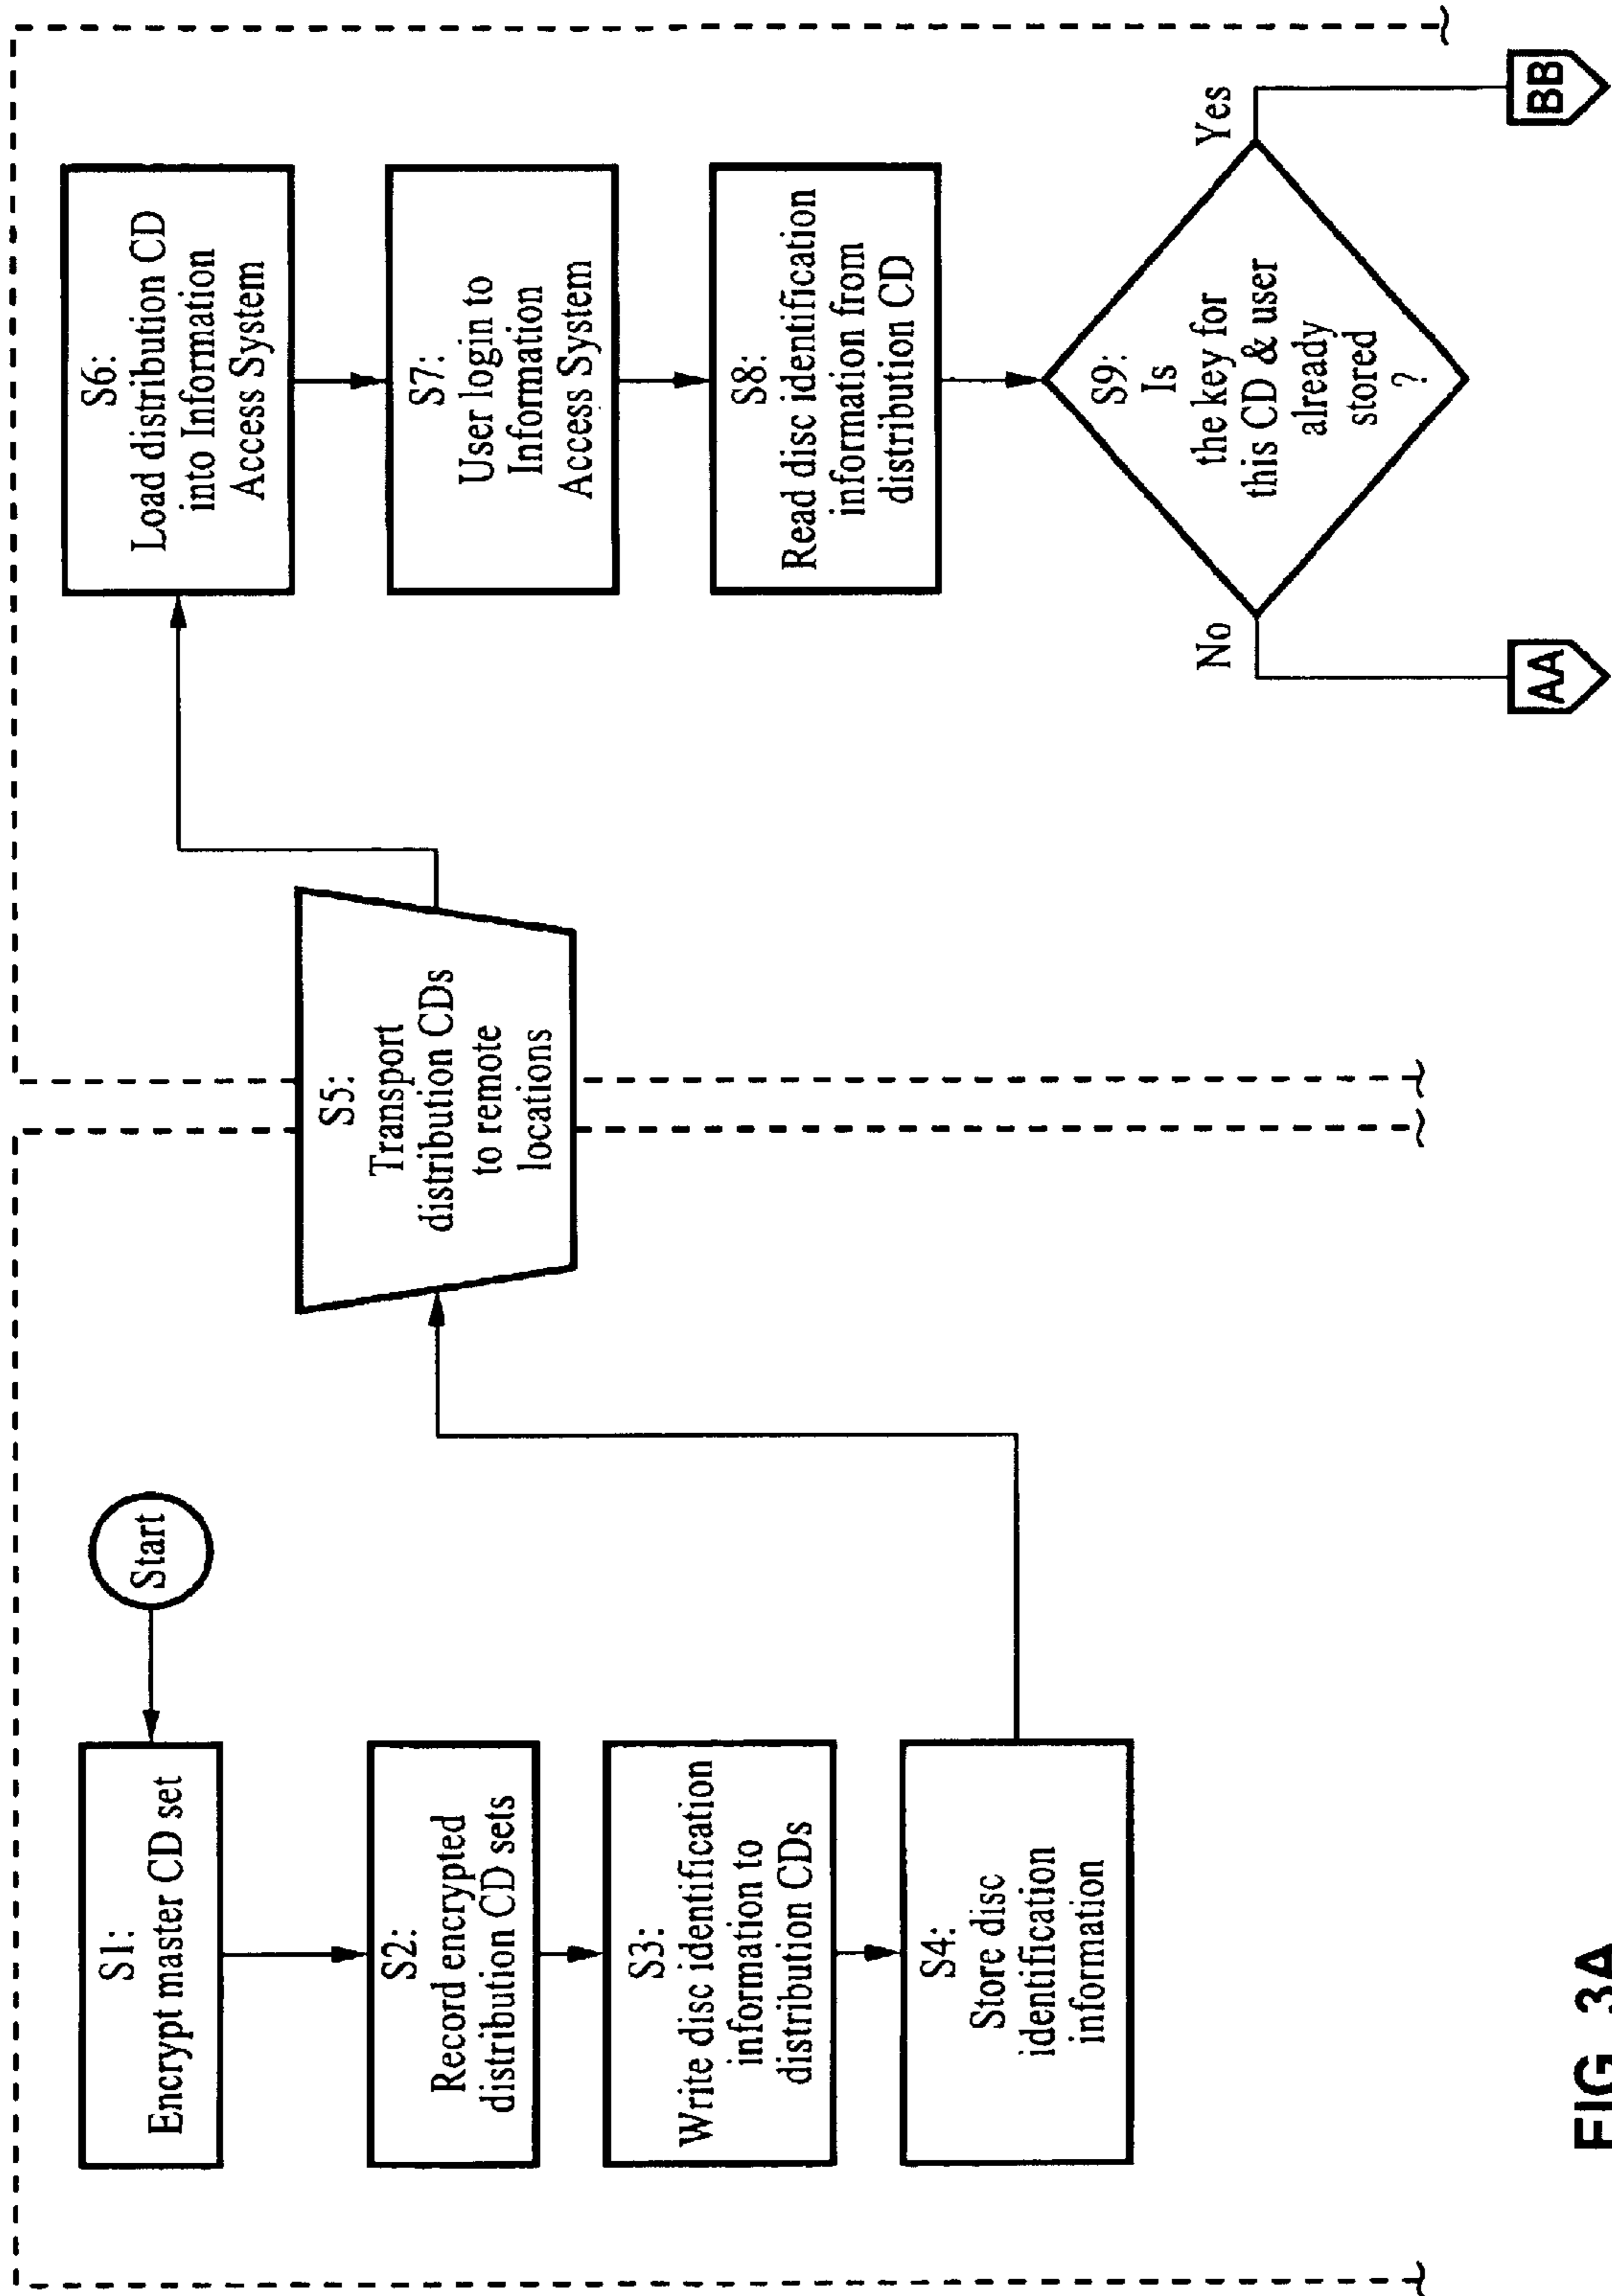 Start
S1:
Encrypt master CD set
S2:
Record encrypted
distribution CD sets
S3:
Write disc identification
information to
distribution CDs
S4:
Store disc
identification
information
S5:
Transport
distribution CDs
to remote
locations
S6:
Load distribution CD
into Information
Access System
S7:
User login to
Information
Access System
S8:
Read disc identification
information from
distribution CD
S9:
Is
the key for
this CD & user
already
stored
?
No
Yes
AA
BB
FIG. 3A